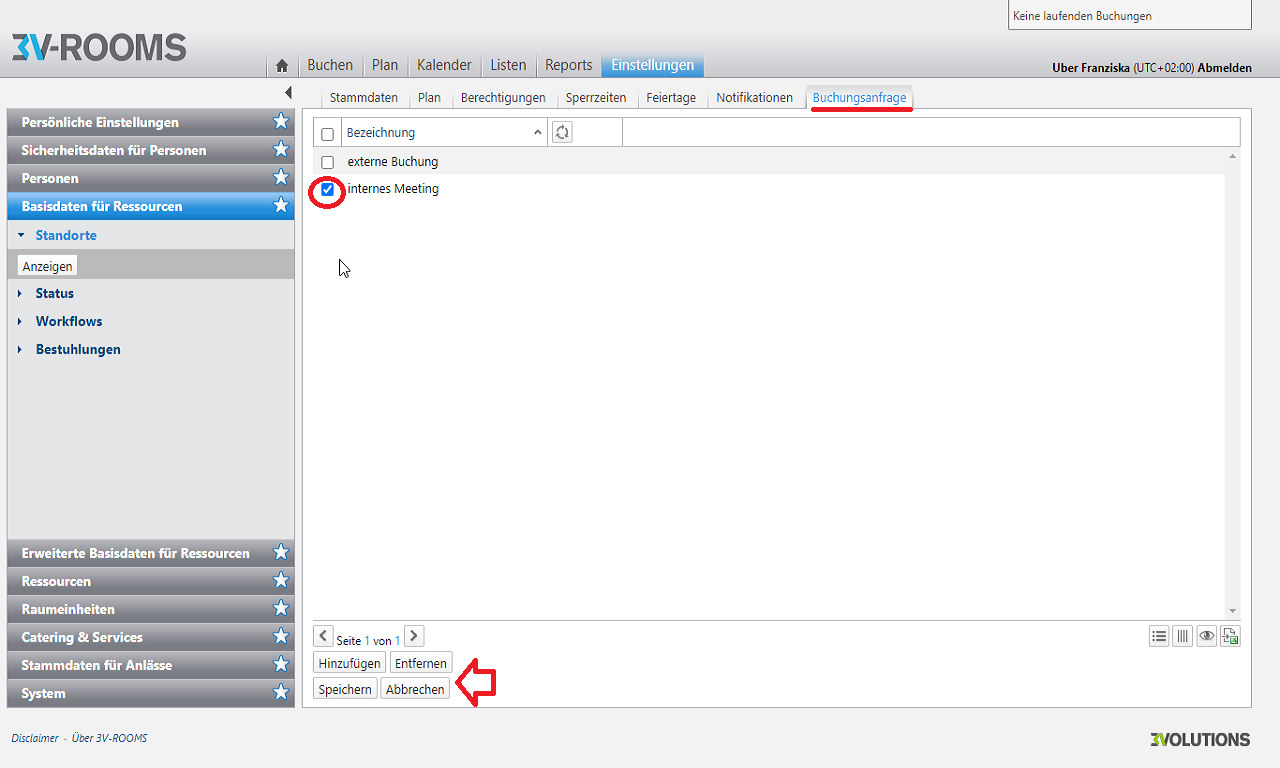 Keine laufenden Buchungen
3V-ROOMS
Buchen Plan Kalender Listen Reports Einstellungen
Uber Franziska (UTC+02:00) Abmelden
Stammdaten Plan Berechtigungen Sperrzeiten Feiertage Notifikationen Buchungsanfrage
Persönliche Einstellungen
Sicherheitsdaten für Personen
Personen
Basisdaten für Ressourcen
Standorte
Anzeigen
Status
Workflows
Bestuhlungen
Erweiterte Basisdaten für Ressourcen
Ressourcen
Raumeinheiten
Catering & Services
Stammdaten für Anlässe
System
Bezeichnung
externe Buchung
internes Meeting
Seite 1 von 1
Hinzufügen Entfernen
Speichern Abbrechen
Disclaimer - Über 3V-ROOMS
3VOLUTIONS